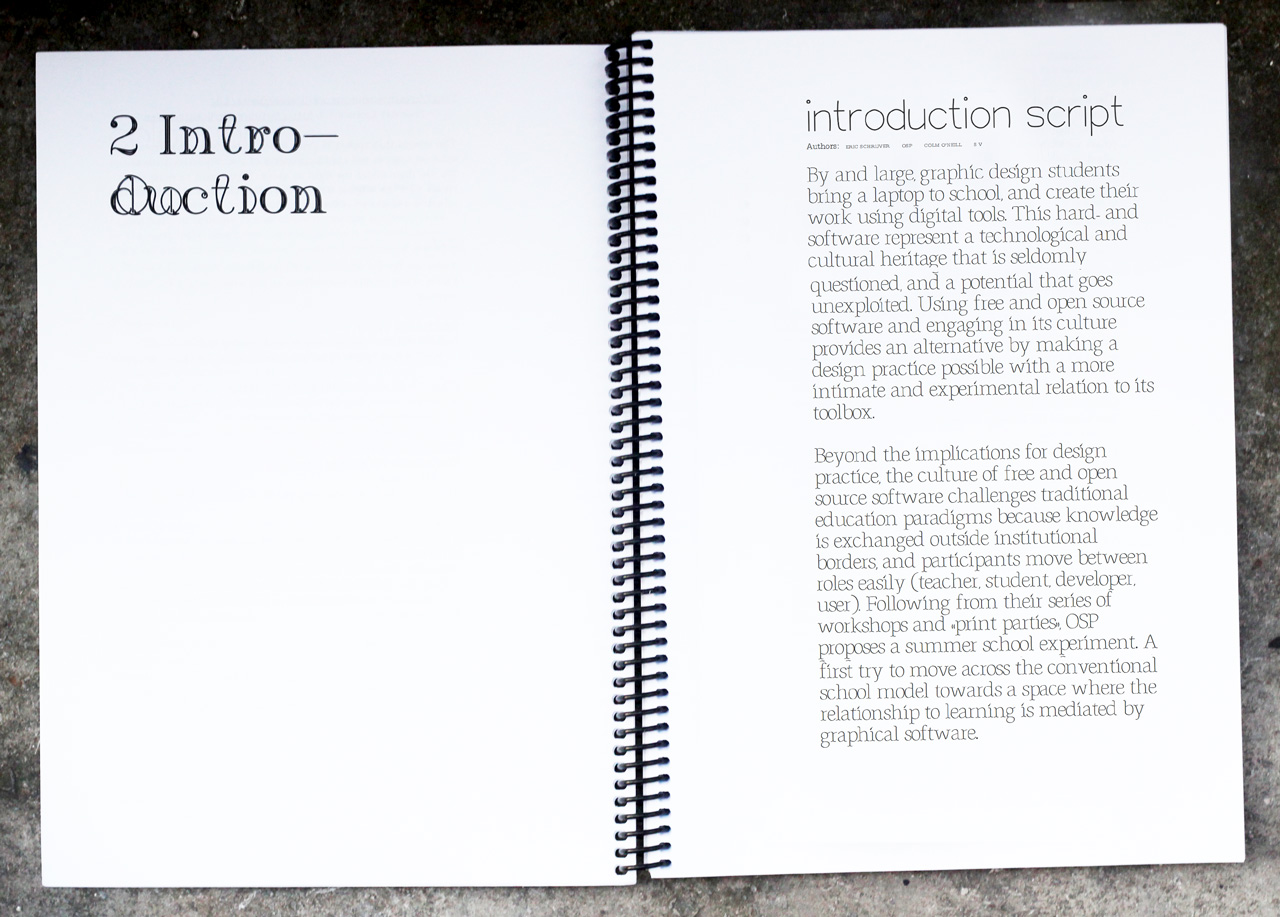 2 Intro—
duction
introduction script
Authors: ERIC SCHRIJVER OSP COLM O'NEILL S V
By and large, graphic design students
bring a laptop to school, and create their
work using digital tools. This hard- and
software represent a technological and
cultural heritage that is seldomly
questioned, and a potential that goes
unexploited. Using free and open source
software and engaging in its culture
provides an alternative by making a
design practice possible with a more
intimate and experimental relation to its
toolbox.
Beyond the implications for design
practice, the culture of free and open
source software challenges traditional
education paradigms because knowledge
is exchanged outside institutional
borders, and participants move between
roles easily (teacher, student, developer,
user). Following from their series of
workshops and «print parties», OSP
proposes a summer school experiment. A
first try to move across the conventional
school model towards a space where the
relationship to learning is mediated by
graphical software.